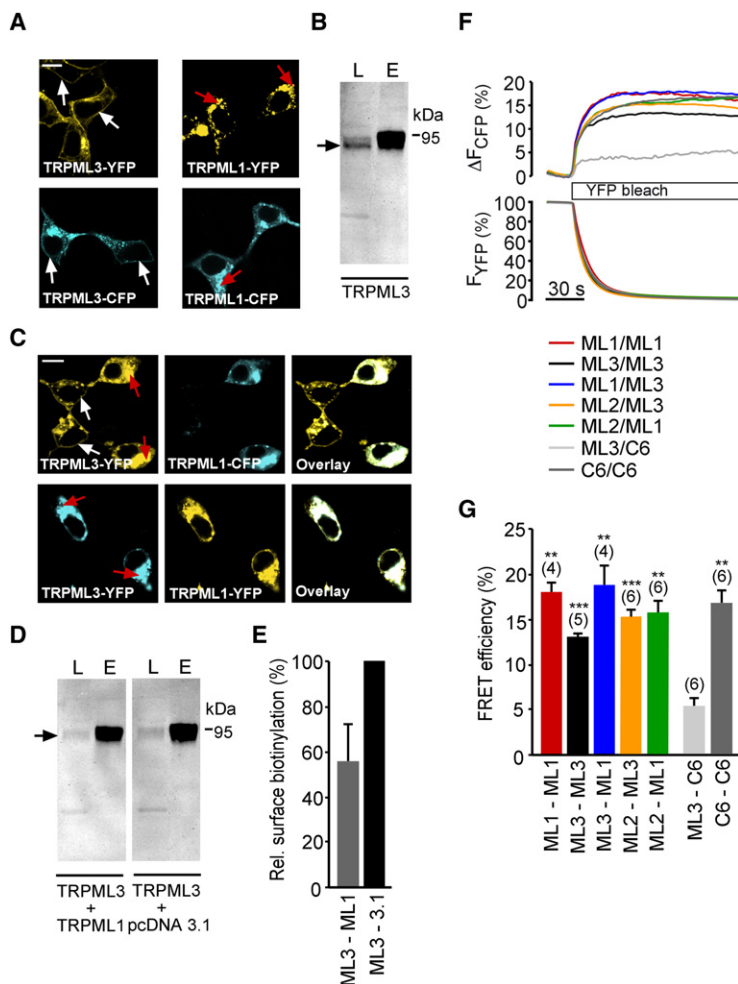 A
TRPML3-YFP
TRPML1-YFP
TRPML3-CFP
TRPML1-CFP
B
L E
kDa
95
TRPML3
C
TRPML3-YFP
TRPML1-CFP
Overlay
TRPML3-YFP
TRPML1-YFP
Overlay
D
L E L E
kDa
95
TRPML3
+
TRPML1
TRPML3
+
pcDNA 3.1
E
Rel. surface biotinylation (%)
100
80
60
40
20
0
ML3 - ML1
ML3 - 3.1
F
ΔF CFP (%)
20
15
10
5
0
YFP bleach
F YFP (%)
100
80
60
40
20
0
30 s
ML1/ML1
ML3/ML3
ML1/ML3
ML2/ML3
ML2/ML1
ML3/C6
C6/C6
G
FRET efficiency (%)
25
20
15
10
5
0
** (4)
*** (5)
** (4)
*** (6)
** (6)
(6)
** (6)
ML1 - ML1
ML3 - ML3
ML3 - ML1
ML2 - ML3
ML2 - ML1
ML3 - C6
C6 - C6